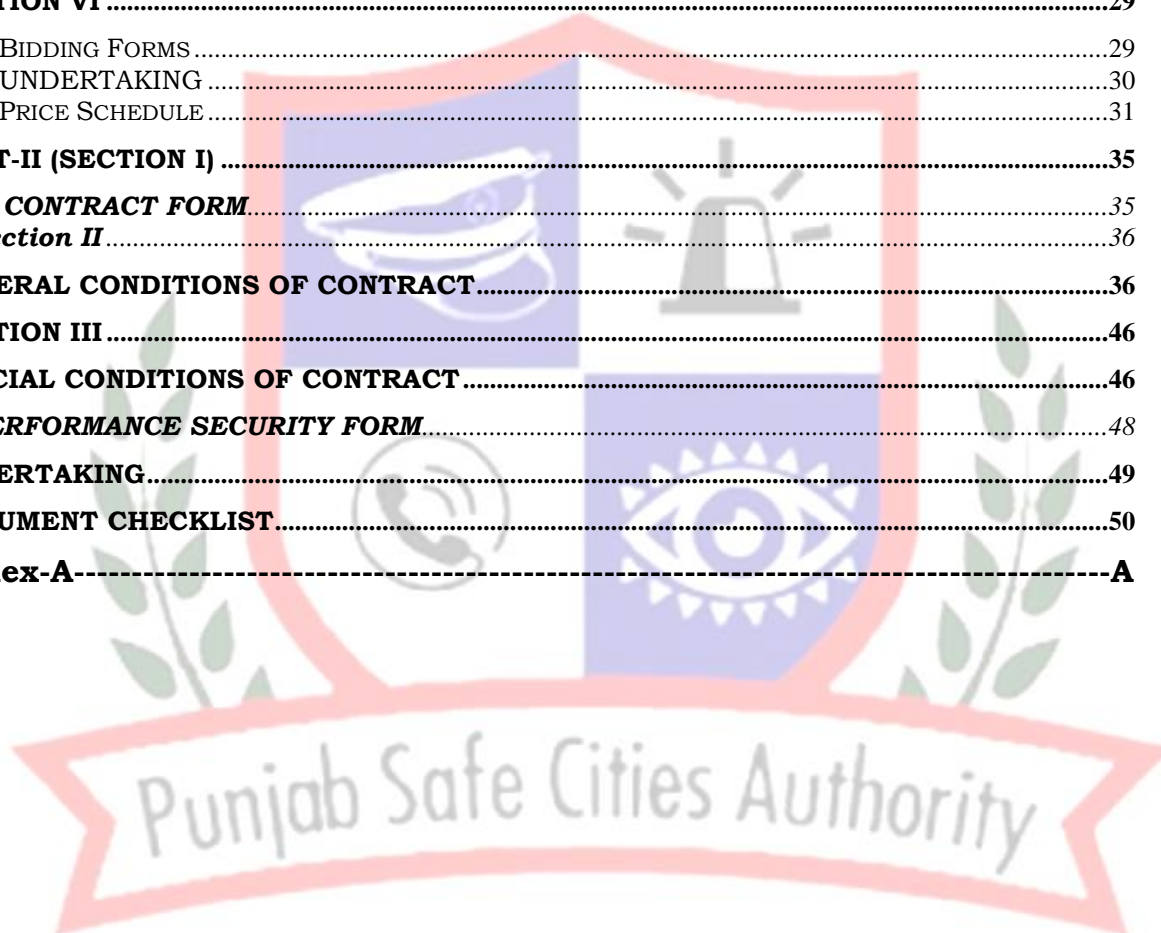 TION VI ........ 29
BIDDING FORMS ........ 29
UNDERTAKING ........ 30
PRICE SCHEDULE ........ 31
T-II (SECTION I) ........ 35
CONTRACT FORM ........ 35
ection II ........ 36
ERAL CONDITIONS OF CONTRACT ........ 36
TION III ........ 46
CIAL CONDITIONS OF CONTRACT ........ 46
ERFORMANCE SECURITY FORM ........ 48
ERTAKING ........ 49
UMENT CHECKLIST ........ 50
ex-A--------A
Punjab Safe Cities Authority